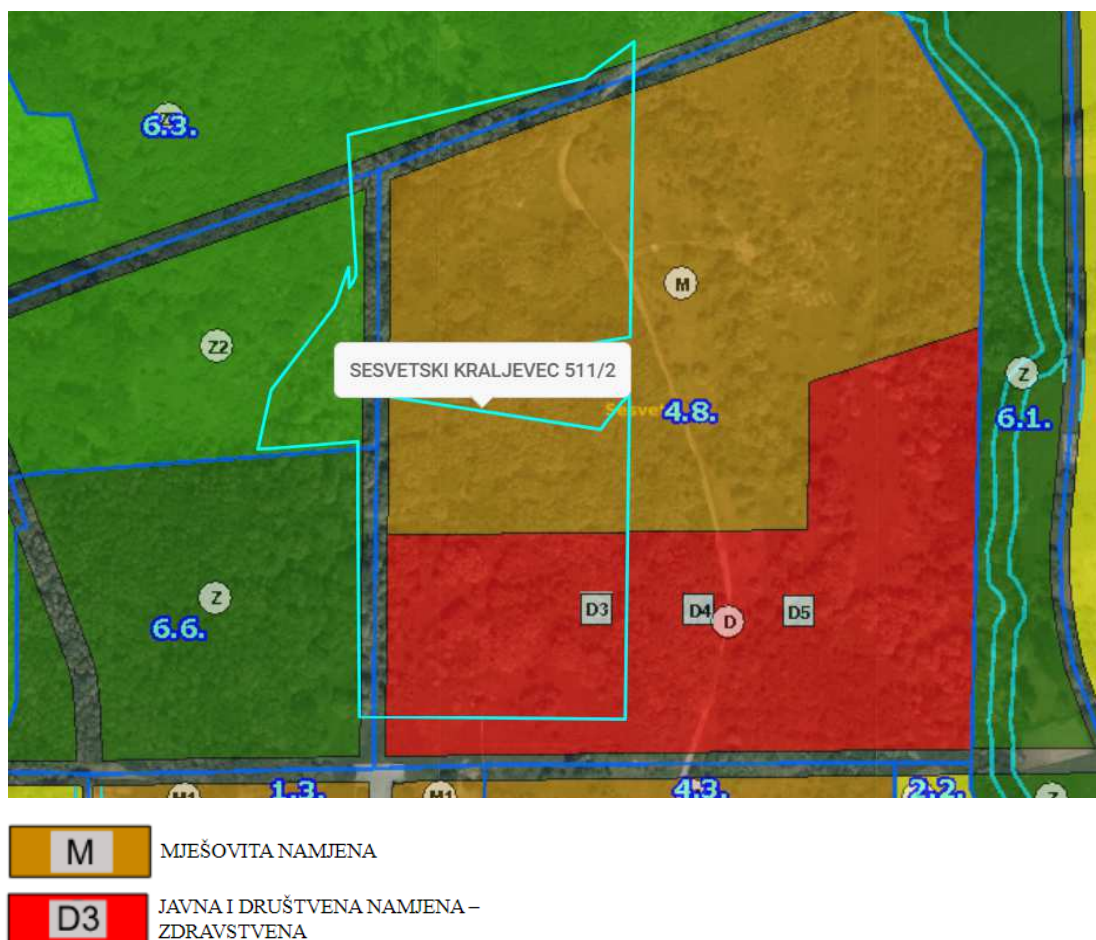 6.3.
M
Z2
SESVETSKI KRALJEVEC 511/2
Z
4.8.
6.1.
D3
D4
D5
D
Z
6.6.
1.3.
M1
4.3.
2.2.
M
MJEŠOVITA NAMJENA
D3
JAVNA I DRUŠTVENA NAMJENA –
ZDRAVSTVENA